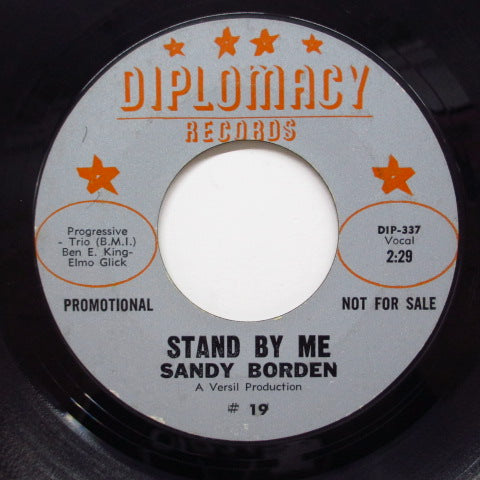 DIPLOMACY
RECORDS
Progressive
- Trio (B.M.I.)
Ben E. King-
Elmo Glick
DIP-337
Vocal
2:29
PROMOTIONAL
NOT FOR SALE
STAND BY ME
SANDY BORDEN
A Versil Production
# 19